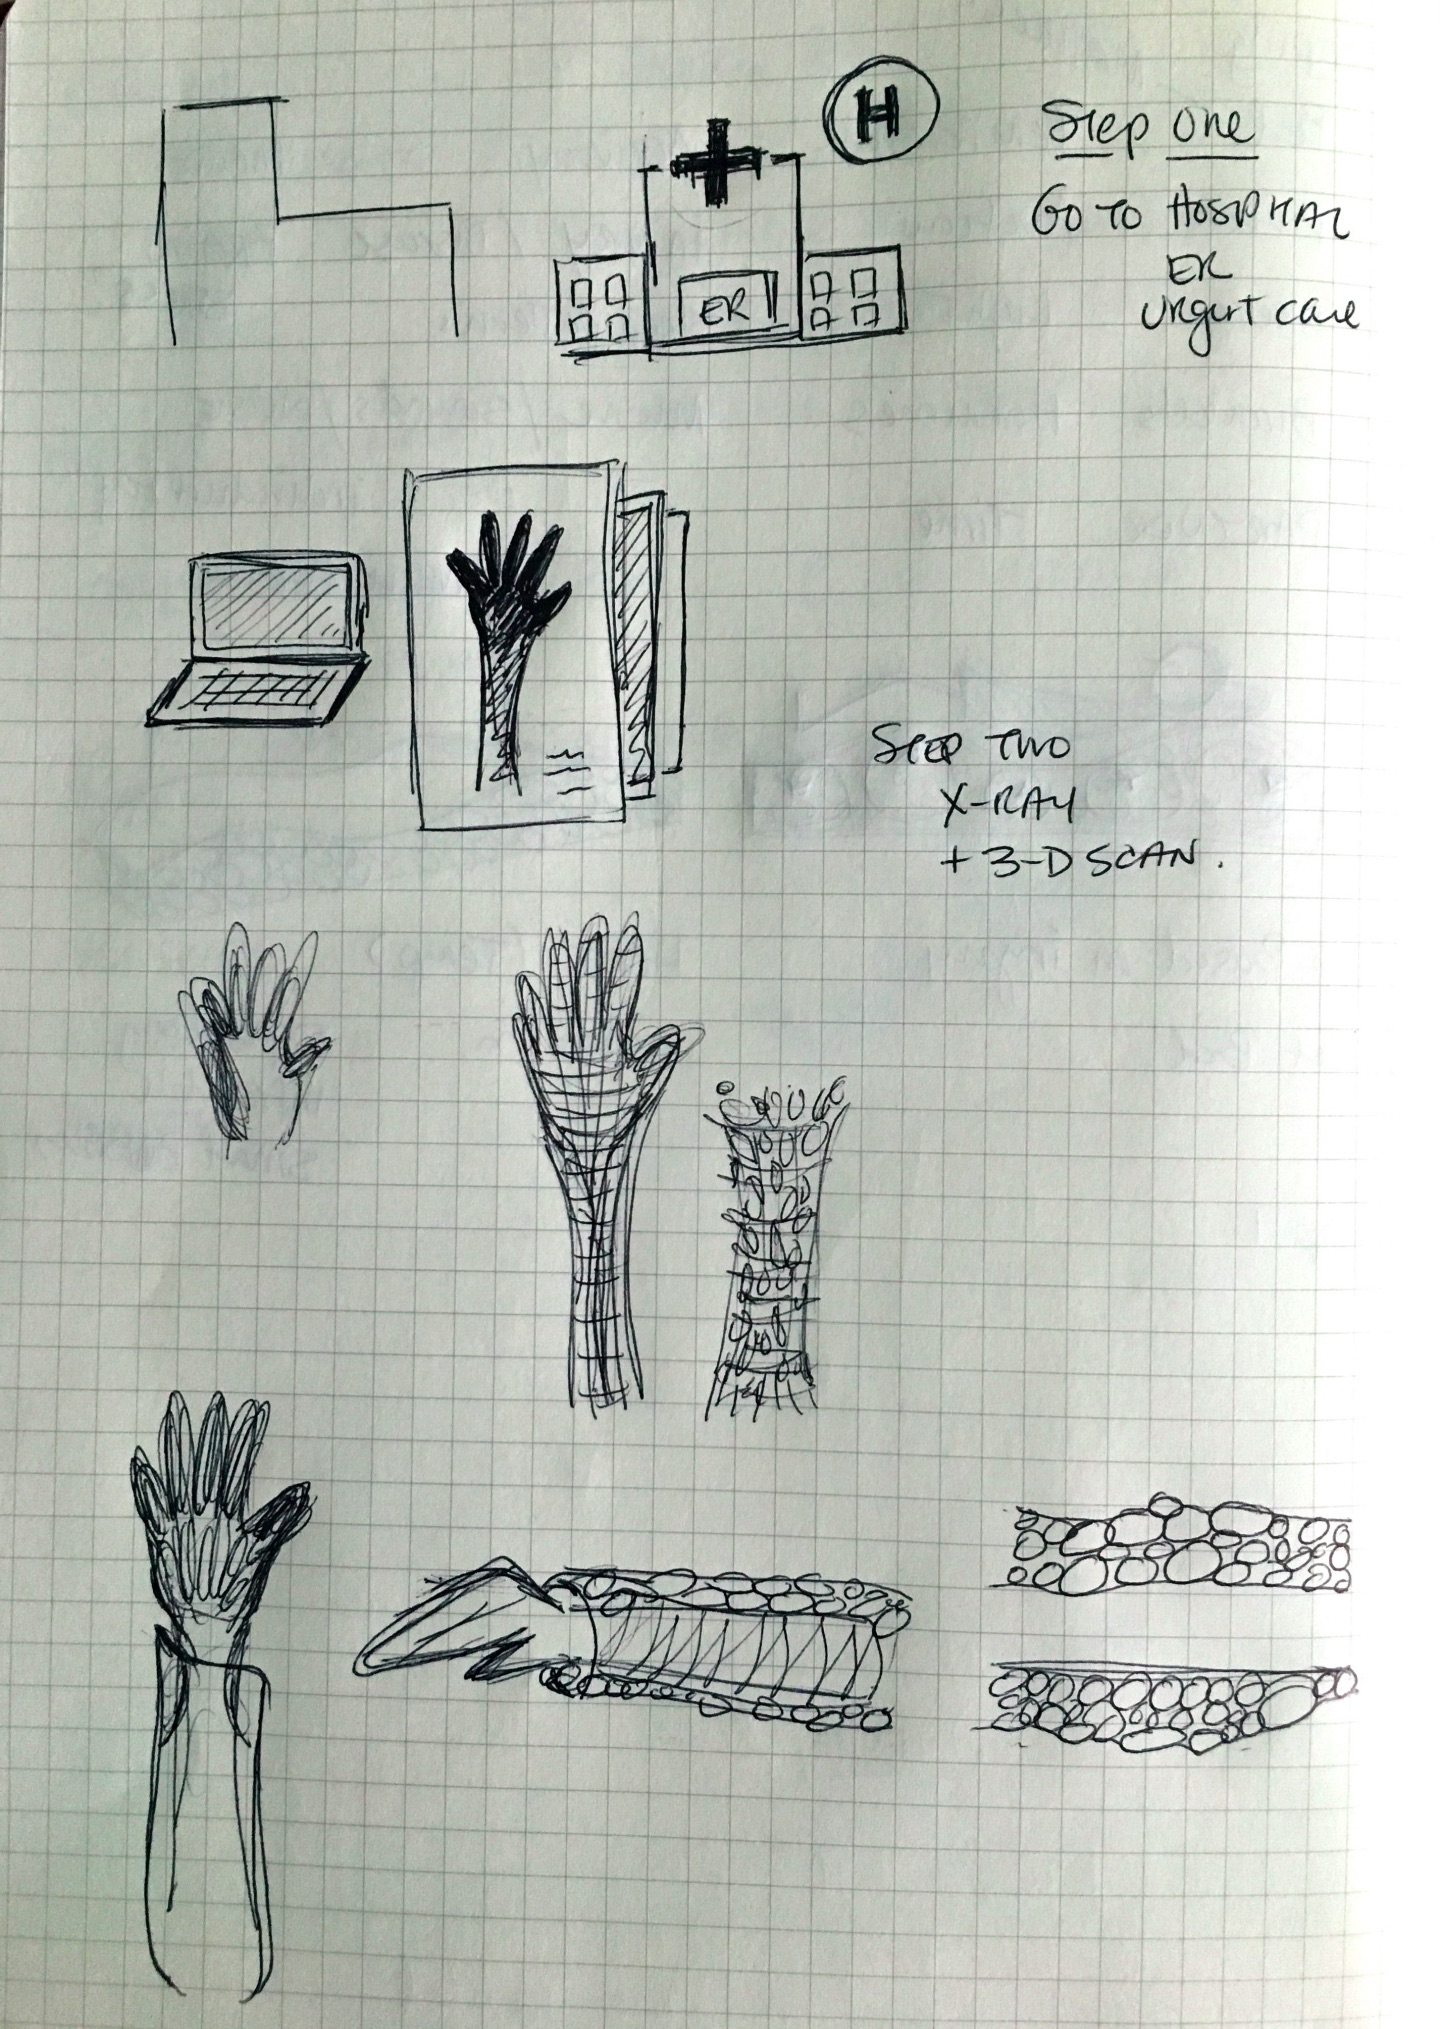 H
Step One
Go to Hospital
ER
ER
Urgent care
Step Two
X-Ray
+ 3-D Scan.